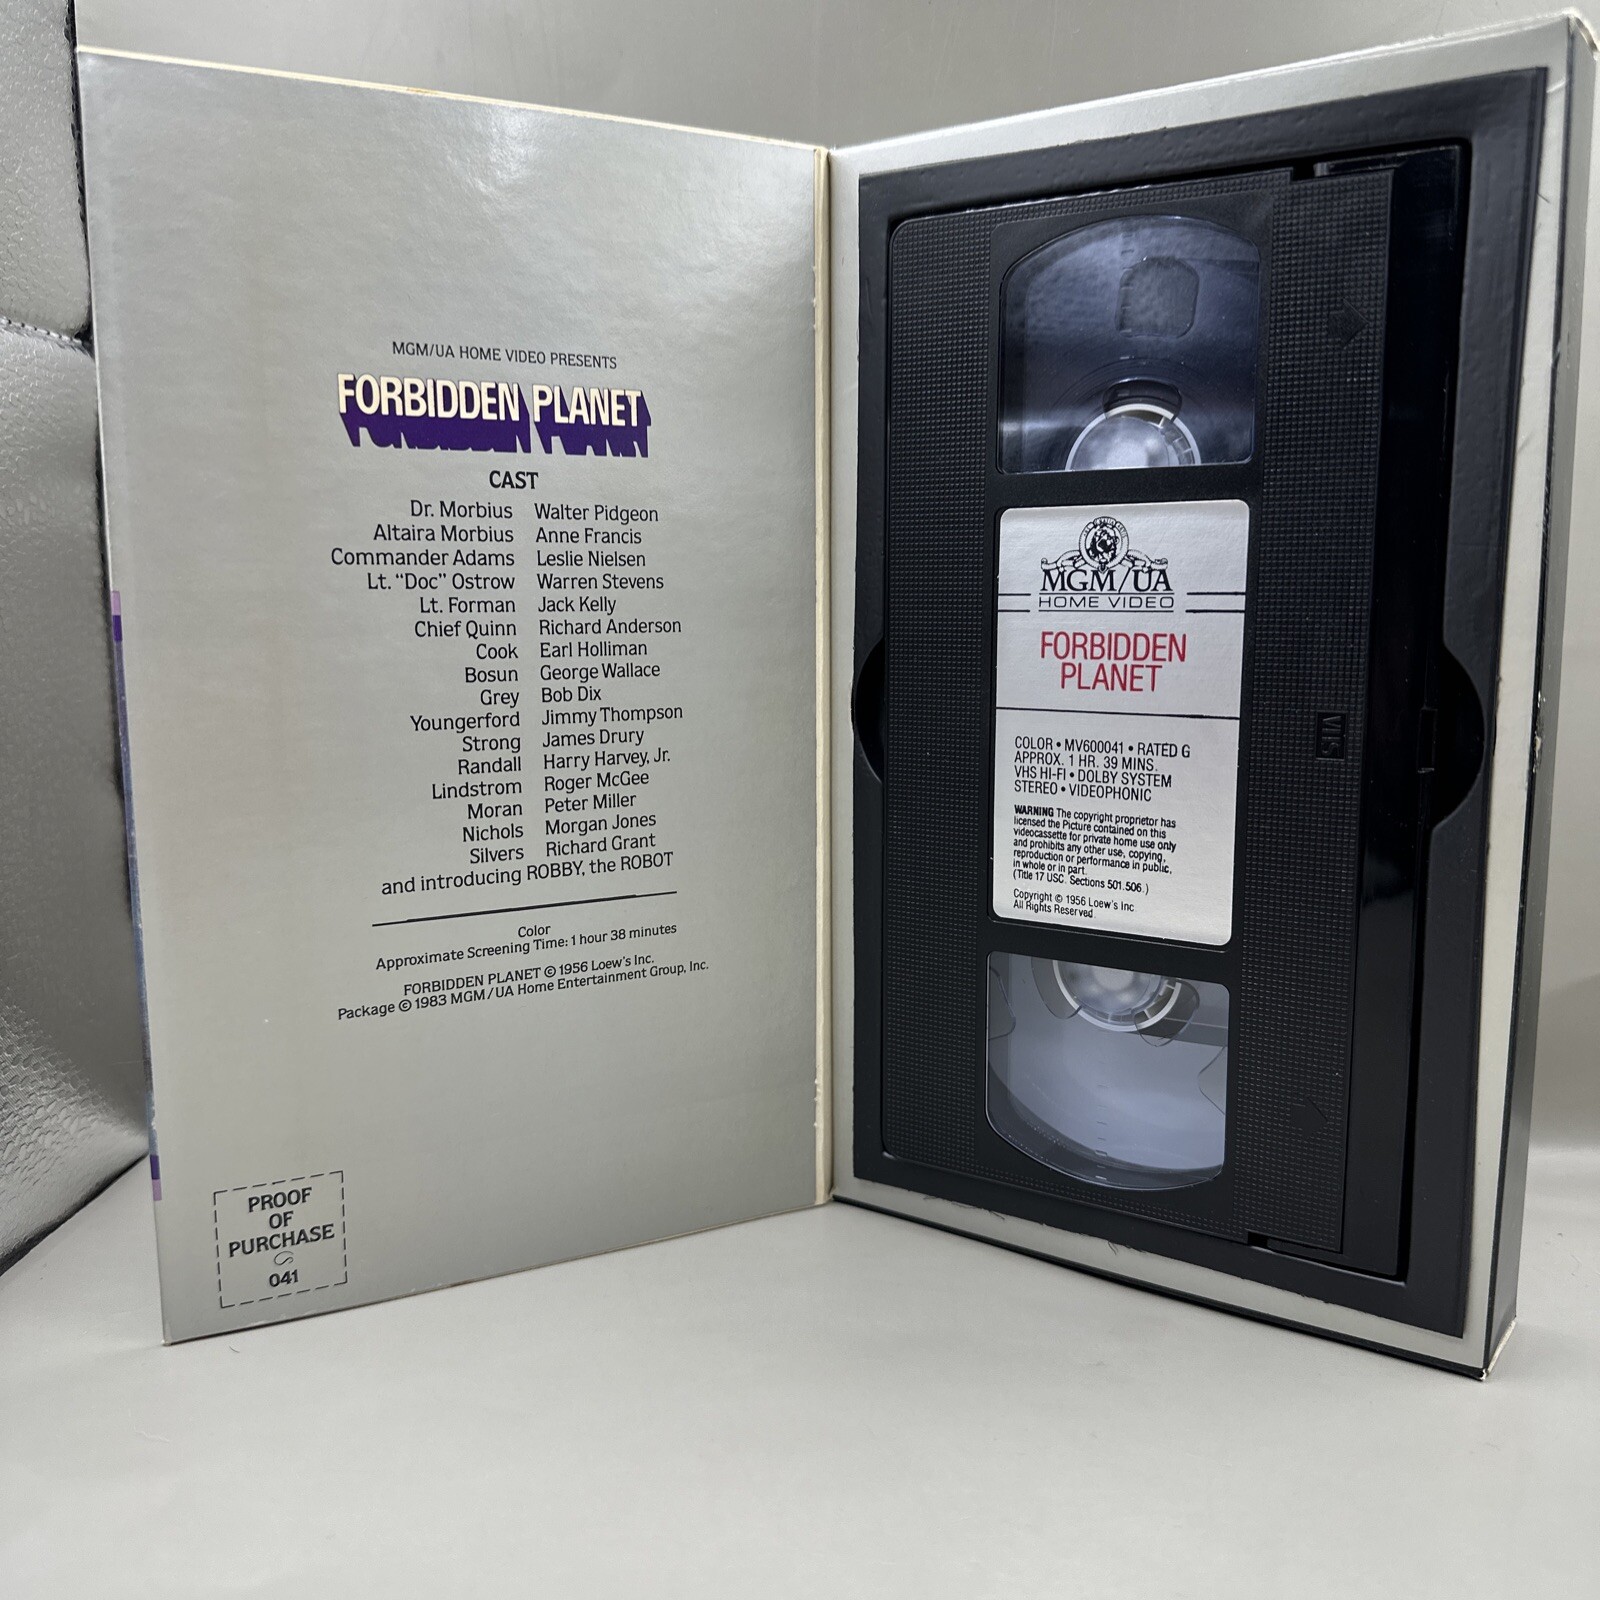 MGM/UA HOME VIDEO PRESENTS
FORBIDDEN PLANET
CAST
Dr. Morbius Walter Pidgeon
Altaira Morbius Anne Francis
Commander Adams Leslie Nielsen
Lt. “Doc” Ostrow Warren Stevens
Lt. Forman Jack Kelly
Chief Quinn Richard Anderson
Cook Earl Holliman
Bosun George Wallace
Grey Bob Dix
Youngerford Jimmy Thompson
Strong James Drury
Randall Harry Harvey, Jr.
Lindstrom Roger McGee
Moran Peter Miller
Nichols Morgan Jones
Silvers Richard Grant
and introducing ROBBY, the ROBOT
Color
Approximate Screening Time: 1 hour 38 minutes
FORBIDDEN PLANET © 1956 Loew's Inc.
Package © 1983 MGM/UA Home Entertainment Group, Inc.
PROOF
OF
PURCHASE
041
MGM/UA
HOME VIDEO
FORBIDDEN
PLANET
COLOR • MV600041 • RATED G
APPROX. 1 HR. 39 MINS.
VHS HI-FI • DOLBY SYSTEM
STEREO • VIDEOPHONIC
WARNING The copyright proprietor has
licensed the Picture contained on this
videocassette for private home use only
and prohibits any other use, copying,
reproduction or performance in public,
in whole or in part.
(Title 17 USC. Sections 501.506.)
Copyright © 1956 Loew's Inc
All Rights Reserved
VHS